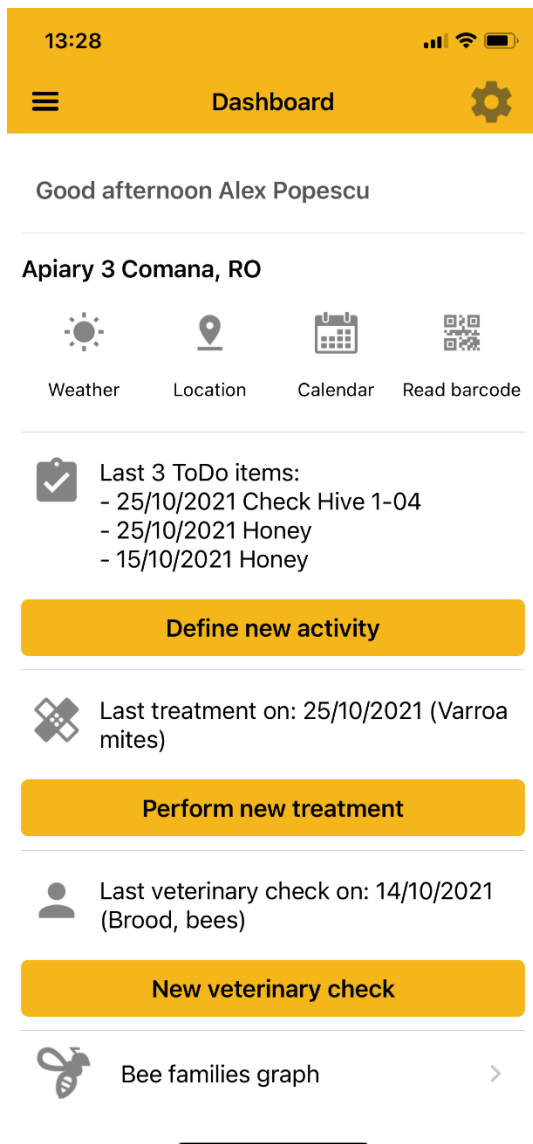 13:28
Dashboard
Good afternoon Alex Popescu
Apiary 3 Comana, RO
Weather Location Calendar Read barcode
Last 3 ToDo items:
- 25/10/2021 Check Hive 1-04
- 25/10/2021 Honey
- 15/10/2021 Honey
Define new activity
Last treatment on: 25/10/2021 (Varroa
mites)
Perform new treatment
Last veterinary check on: 14/10/2021
(Brood, bees)
New veterinary check
Bee families graph